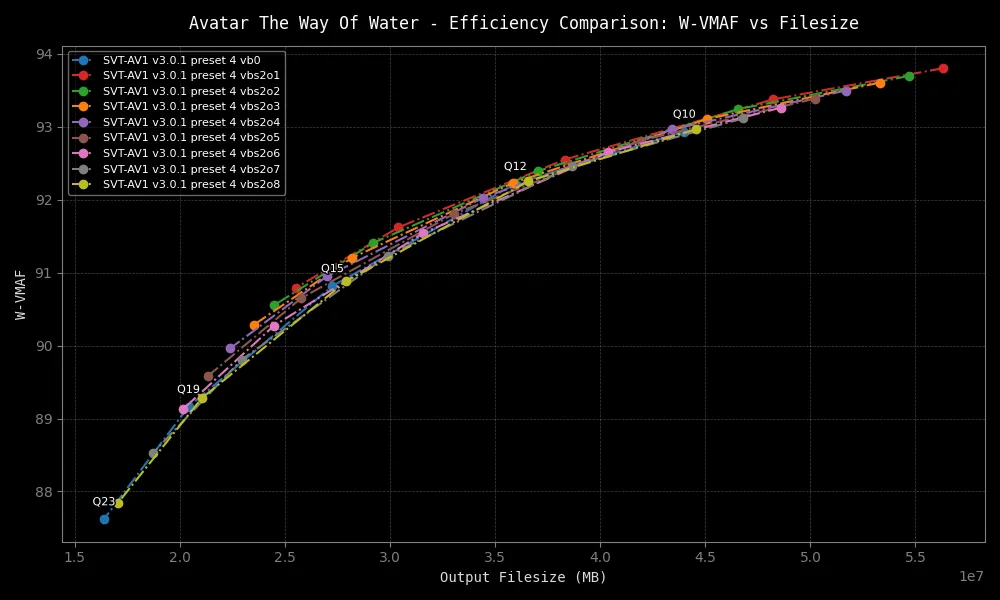 Avatar The Way Of Water - Efficiency Comparison: W-VMAF vs Filesize
SVT-AV1 v3.0.1 preset 4 vb0
SVT-AV1 v3.0.1 preset 4 vbs2o1
SVT-AV1 v3.0.1 preset 4 vbs2o2
SVT-AV1 v3.0.1 preset 4 vbs2o3
SVT-AV1 v3.0.1 preset 4 vbs2o4
SVT-AV1 v3.0.1 preset 4 vbs2o5
SVT-AV1 v3.0.1 preset 4 vbs2o6
SVT-AV1 v3.0.1 preset 4 vbs2o7
SVT-AV1 v3.0.1 preset 4 vbs2o8
94
93
92
91
90
89
88
W-VMAF
Q10
Q12
Q15
Q19
Q23
1.5 2.0 2.5 3.0 3.5 4.0 4.5 5.0 5.5
1e7
Output Filesize (MB)